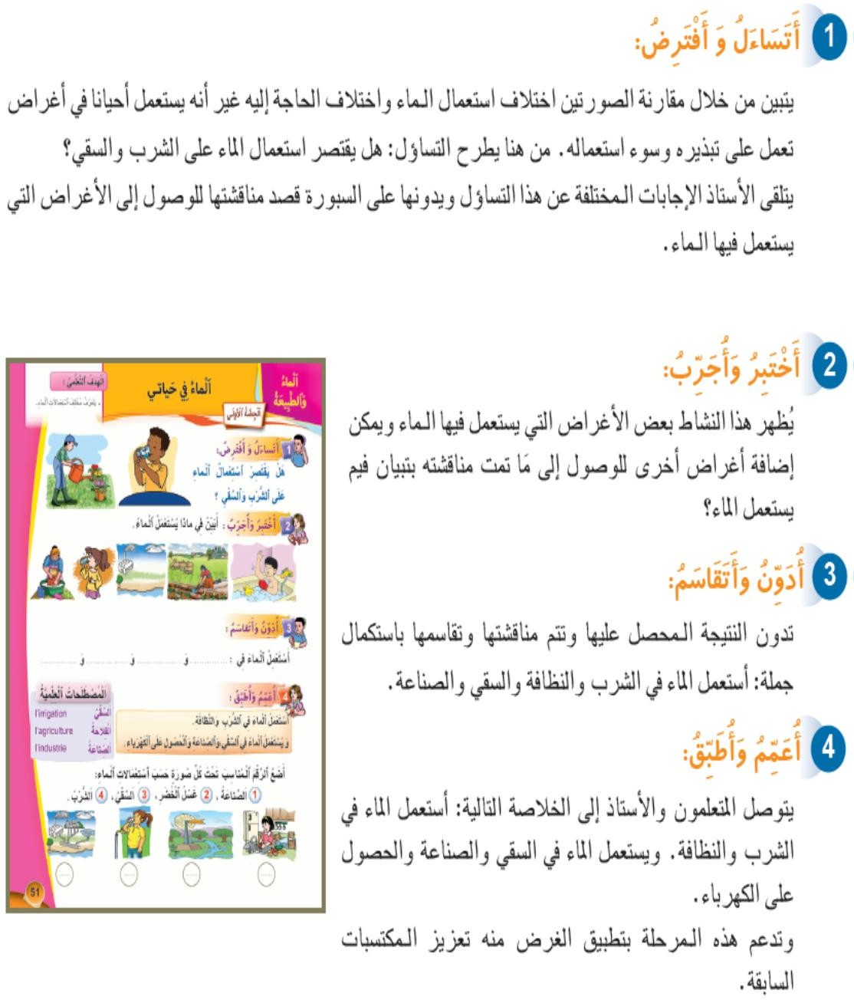 1 أَتَسَاءَلُ وَ أَفْتَرِضُ:
يتبين من خلال مقارنة الصورتين اختلاف استعمال الماء واختلاف الحاجة إليه غير أنه يستعمل أحيانا في أغراض
تعمل على تبذيره وسوء استعماله. من هنا يطرح التساؤل: هل يقتصر استعمال الماء على الشرب والسقي؟
يتلقى الأستاذ الإجابات المختلفة عن هذا التساؤل ويدونها على السبورة قصد مناقشتها للوصول إلى الأغراض التي
يستعمل فيها الماء.
2 أَخْتَبِرُ وَأُجَرِّبُ:
يُظهر هذا النشاط بعض الأغراض التي يستعمل فيها الماء ويمكن
إضافة أغراض أخرى للوصول إلى مَا تمت مناقشته بتبيان فيم
يستعمل الماء؟
3 أُدَوِّنُ وَأَتَقَاسَمُ:
تدون النتيجة المحصل عليها وتتم مناقشتها وتقاسمها باستكمال
جملة: أستعمل الماء في الشرب والنظافة والسقي والصناعة.
4 أُعَمِّمُ وَأُطَبِّقُ:
يتوصل المتعلمون والأستاذ إلى الخلاصة التالية: أستعمل الماء في
الشرب والنظافة. ويستعمل الماء في السقي والصناعة والحصول
على الكهرباء.
وتدعم هذه المرحلة بتطبيق الغرض منه تعزيز المكتسبات
السابقة.
اَلْماءُ
وَالطَّبِيعَةُ
اَلْماءُ فِي حَياتي
اَلْحِصَّةُ الْأولى
الهَدَفُ التَّعَلُّمِيُّ:
• يَتَعَرَّفُ مُخْتَلِفَ اسْتِعْمالاتِ الْماءِ.
1 أَتَساءَلُ وَ أَفْتَرِضُ:
هَلْ يَقْتَصِرُ اسْتِعْمالُ الْماءِ
عَلَى الشُّرْبِ وَالسَّقْيِ ؟
2 أَخْتَبِرُ وَأُجَرِّبُ : أُبَيِّنُ في ماذا يُسْتَعْمَلُ الْماءُ.
3 أُدَوِّنُ وَأَتَقاسَمُ :
أَسْتَعْمِلُ الْماءَ فِي : .............. وَ .............. وَ .............. وَ ..............
4 أُعَمِّمُ وَأُطَبِّقُ :
أَسْتَعْمِلُ الْماءَ فِي الشُّرْبِ وَالنَّظافَةِ.
وَ يُسْتَعْمَلُ الْماءُ فِي السَّقْيِ وَالصِّناعَةِ وَالْحُصولِ عَلَى الْكَهْرَباءِ.
الْمُصْطَلَحاتُ الْعِلْمِيَّةُ
السَّقْيُ l'irrigation
الْفِلاحَةُ l'agriculture
الصِّناعَةُ l'industrie
أَضَعُ الرَّقْمَ الْمُناسِبَ تَحْتَ كُلِّ صورَةٍ حَسَبَ اسْتِعْمالاتِ الْماءِ:
1 الصِّناعَةُ ، 2 غَسْلُ الْخُضَرِ ، 3 السَّقْيُ ، 4 الشُّرْبُ .
51